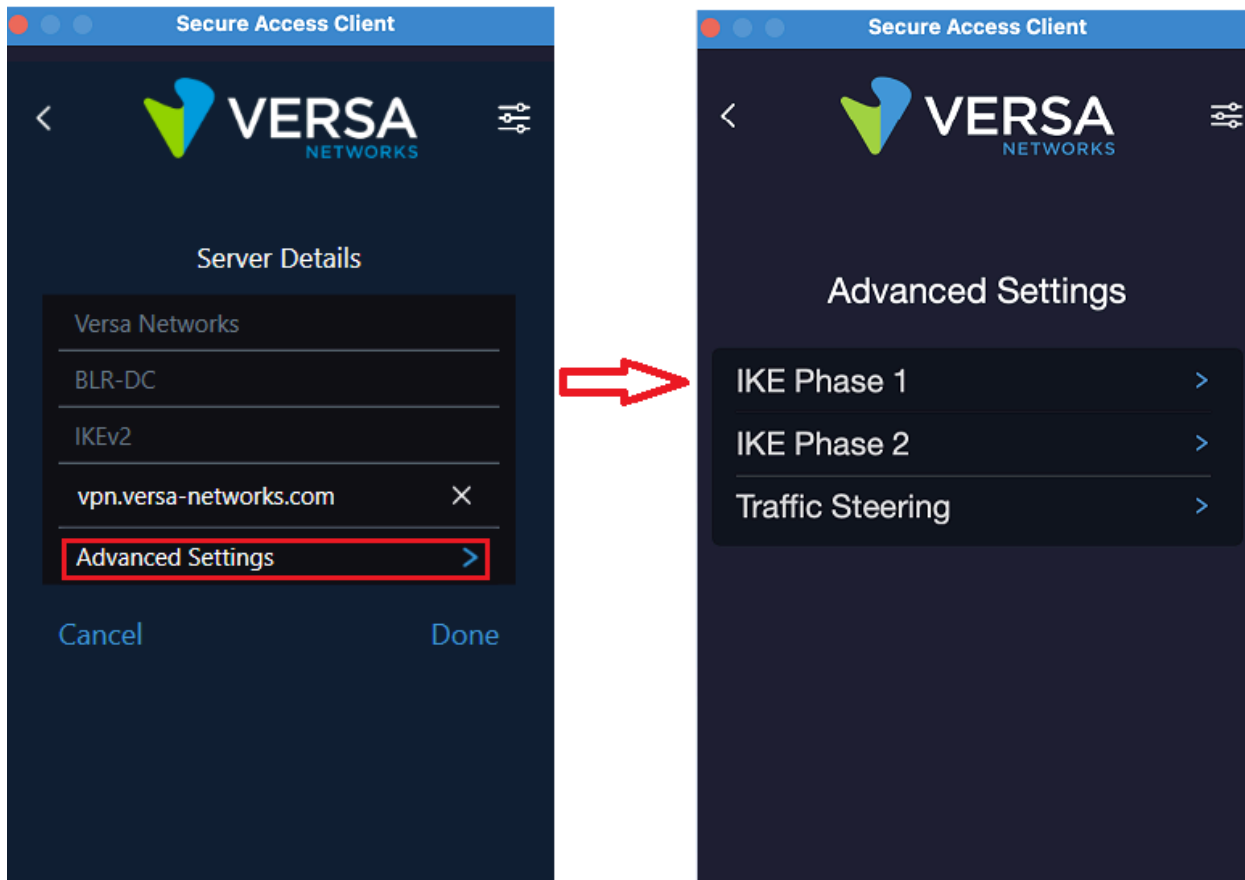 Secure Access Client
VERSA
NETWORKS
Server Details
Versa Networks
BLR-DC
IKEv2
vpn.versa-networks.com
Advanced Settings
Cancel
Done
Secure Access Client
VERSA
NETWORKS
Advanced Settings
IKE Phase 1
IKE Phase 2
Traffic Steering